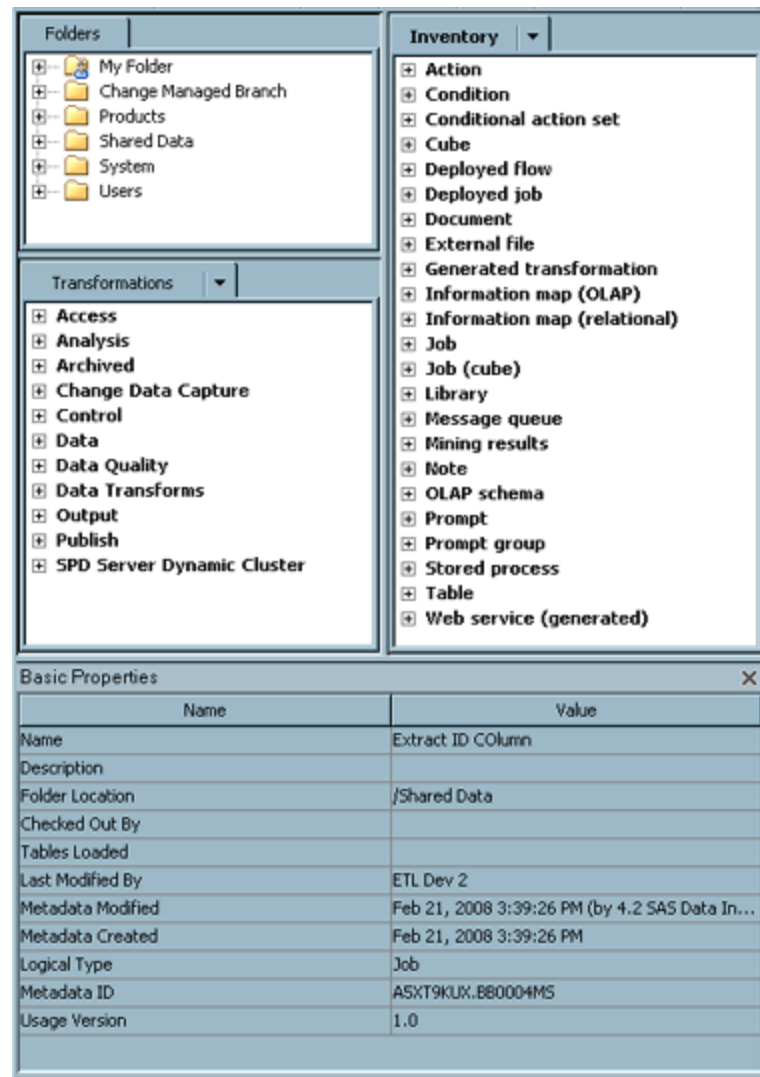 Folders
My Folder
Change Managed Branch
Products
Shared Data
System
Users
Transformations
Access
Analysis
Archived
Change Data Capture
Control
Data
Data Quality
Data Transforms
Output
Publish
SPD Server Dynamic Cluster
Inventory
Action
Condition
Conditional action set
Cube
Deployed flow
Deployed job
Document
External file
Generated transformation
Information map (OLAP)
Information map (relational)
Job
Job (cube)
Library
Message queue
Mining results
Note
OLAP schema
Prompt
Prompt group
Stored process
Table
Web service (generated)
Basic Properties
Name Value
Name Extract ID COlumn
Description
Folder Location /Shared Data
Checked Out By
Tables Loaded
Last Modified By ETL Dev 2
Metadata Modified Feb 21, 2008 3:39:26 PM (by 4.2 SAS Data In...
Metadata Created Feb 21, 2008 3:39:26 PM
Logical Type Job
Metadata ID A5XT9KUX.BB0004MS
Usage Version 1.0